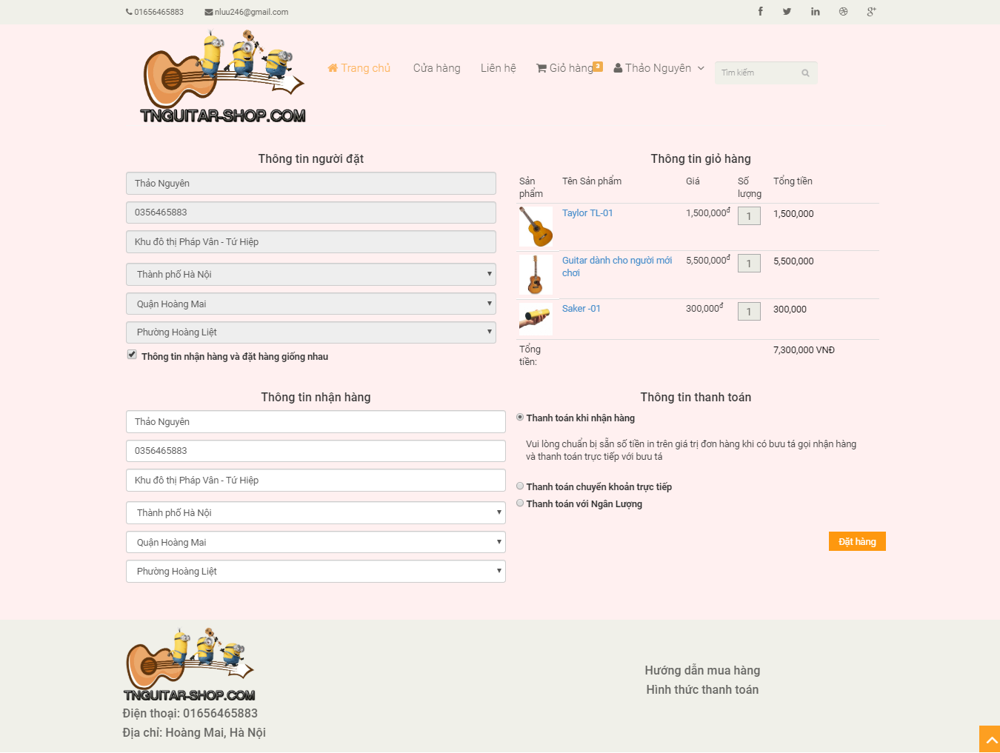 01656465883 nluu246@gmail.com
TNGUITAR-SHOP.COM
Trang chủ Cửa hàng Liên hệ Giỏ hàng 3 Thảo Nguyên Tìm kiếm
Thông tin người đặt
Thảo Nguyên
0356465883
Khu đô thị Pháp Vân - Tứ Hiệp
Thành phố Hà Nội
Quận Hoàng Mai
Phường Hoàng Liệt
Thông tin nhận hàng và đặt hàng giống nhau
Thông tin giỏ hàng
Sản phẩm Tên Sản phẩm Giá Số lượng Tổng tiền
Taylor TL-01 1,500,000đ 1 1,500,000
Guitar dành cho người mới chơi 5,500,000đ 1 5,500,000
Saker -01 300,000đ 1 300,000
Tổng tiền: 7,300,000 VNĐ
Thông tin nhận hàng
Thảo Nguyên
0356465883
Khu đô thị Pháp Vân - Tứ Hiệp
Thành phố Hà Nội
Quận Hoàng Mai
Phường Hoàng Liệt
Thông tin thanh toán
Thanh toán khi nhận hàng
Vui lòng chuẩn bị sẵn số tiền in trên giá trị đơn hàng khi có bưu tá gọi nhận hàng
và thanh toán trực tiếp với bưu tá
Thanh toán chuyển khoản trực tiếp
Thanh toán với Ngân Lượng
Đặt hàng
TNGUITAR-SHOP.COM
Điện thoại: 01656465883
Địa chỉ: Hoàng Mai, Hà Nội
Hướng dẫn mua hàng
Hình thức thanh toán